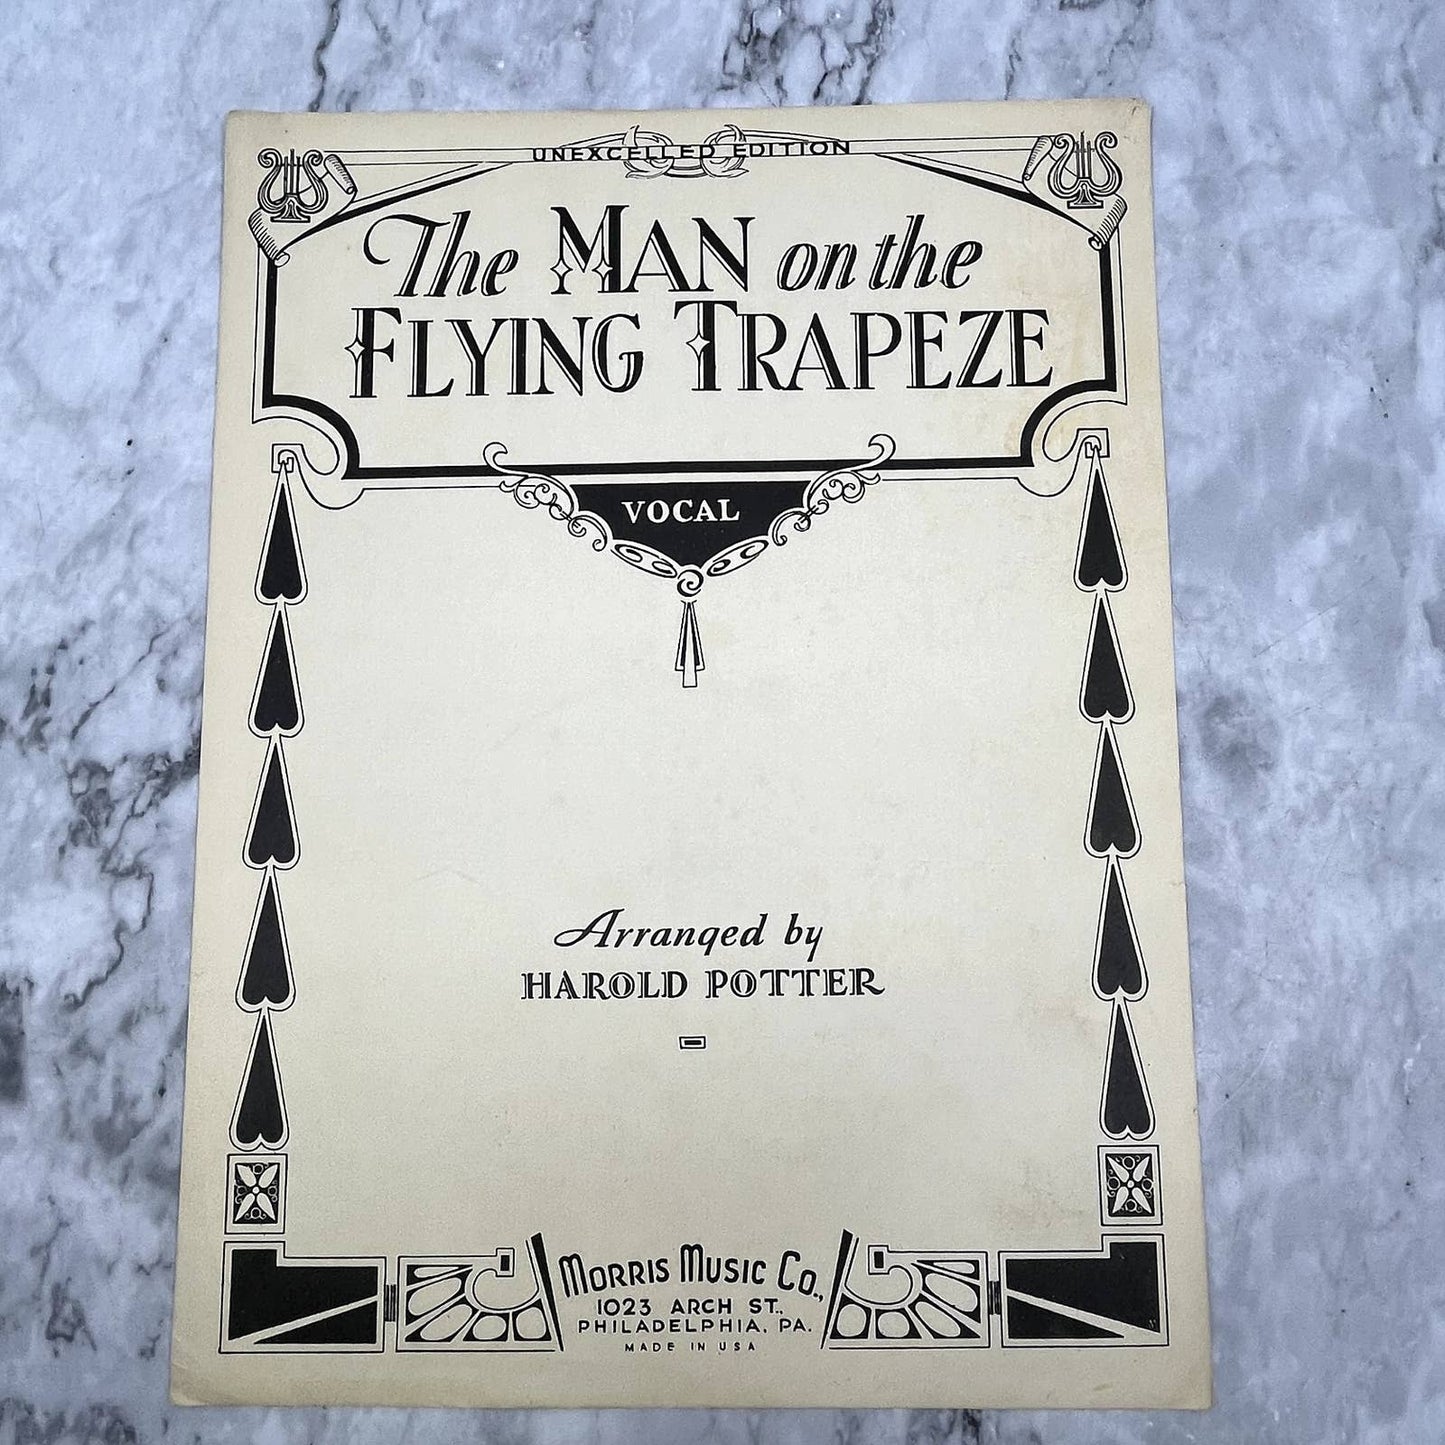 UNEXCELLED EDITION
The MAN on the
FLYING TRAPEZE
VOCAL
Arranged by
HAROLD POTTER
MORRIS MUSIC CO.,
1023 ARCH ST.,
PHILADELPHIA, PA.
MADE IN USA